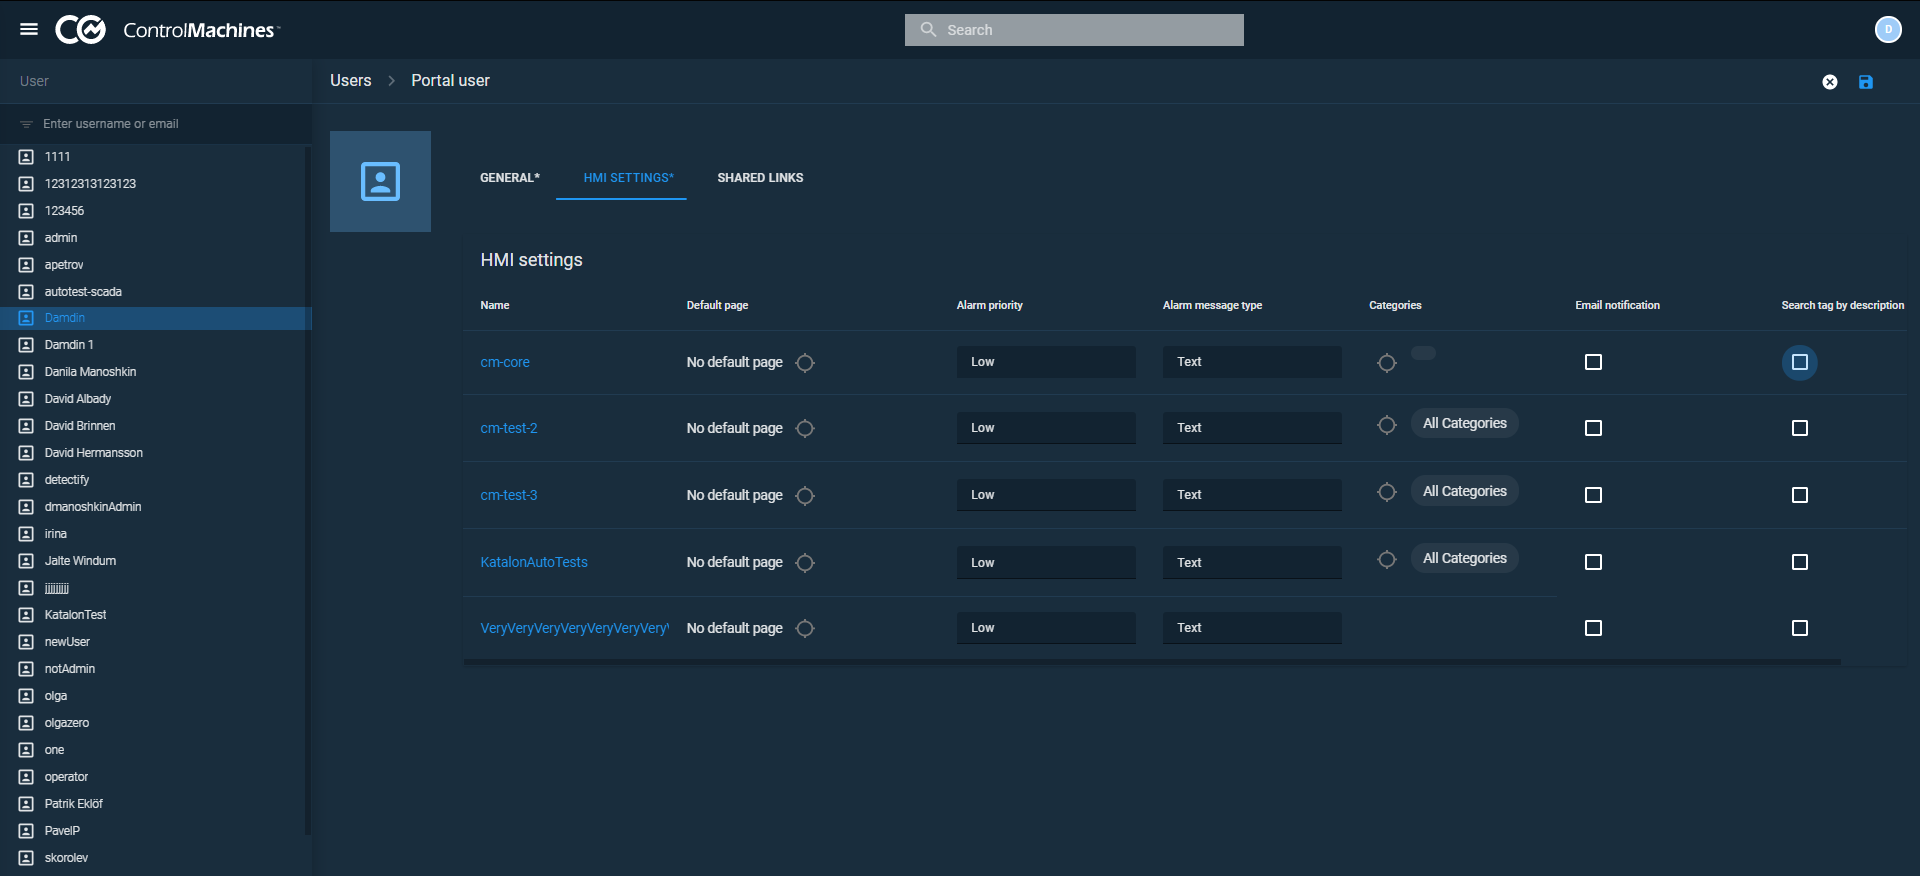 ControlMachines
Search
D
User
Users
Portal user
Enter username or email
1111
12312313123123
123456
admin
apetrov
autotest-scada
Damdin
Damdin 1
Danila Manoshkin
David Albady
David Brinnen
David Hermansson
detectify
dmanoshkinAdmin
irina
Jalte Windum
jjjjjjjjj
KatalonTest
newUser
notAdmin
olga
olgazero
one
operator
Patrik Eklöf
PavelP
skorolev
GENERAL* HMI SETTINGS* SHARED LINKS
HMI settings
Name Default page Alarm priority Alarm message type Categories Email notification Search tag by description
cm-core No default page Low Text
cm-test-2 No default page Low Text All Categories
cm-test-3 No default page Low Text All Categories
KatalonAutoTests No default page Low Text All Categories
VeryVeryVeryVeryVeryVeryVery No default page Low Text